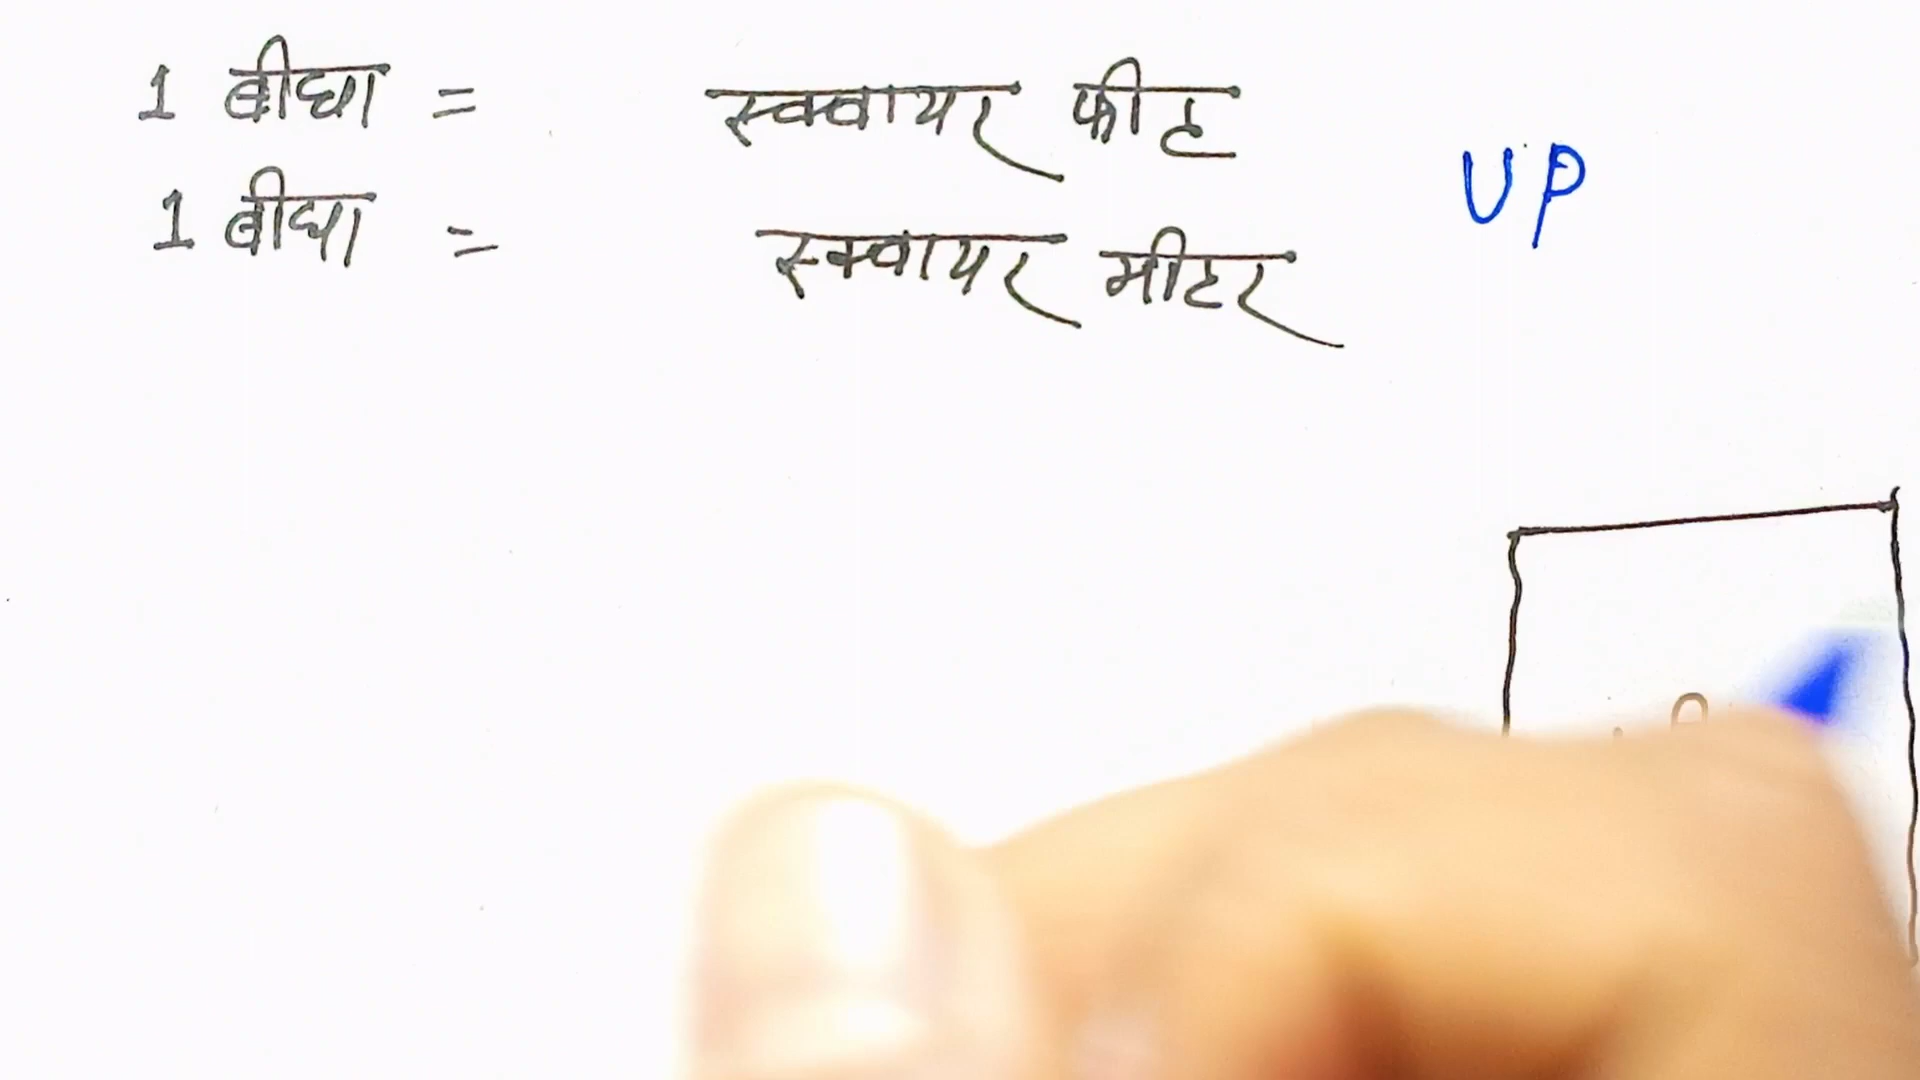 1 बीघा = स्क्वायर फीट
1 बीघा = स्क्वायर मीटर
UP